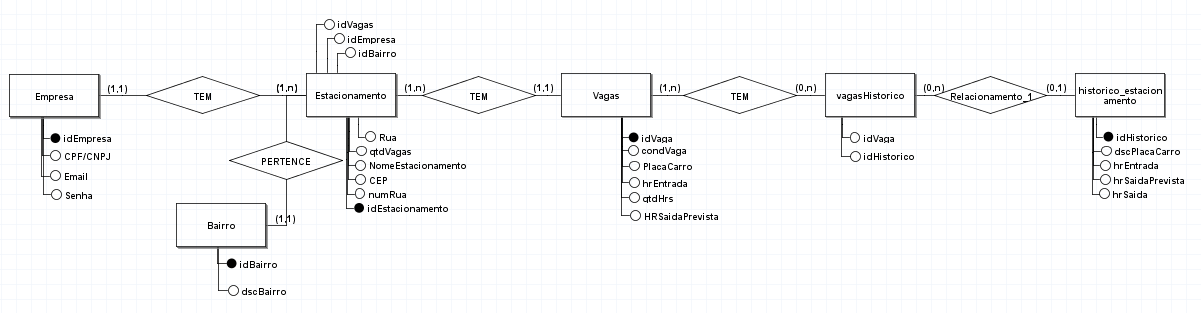 idVagas
idEmpresa
idBairro
Empresa
(1,1)
TEM
(1,n)
Estacionamento
(1,n)
TEM
(1,1)
Vagas
(1,n)
TEM
(0,n)
vagasHistorico
(0,n)
Relacionamento_1
(0,1)
historico_estacion
amento
idEmpresa
CPF/CNPJ
Email
Senha
PERTENCE
(1,1)
Rua
qtdVagas
NomeEstacionamento
CEP
numRua
idEstacionamento
Bairro
idBairro
dscBairro
idVaga
condVaga
PlacaCarro
hrEntrada
qtdHrs
HRSaidaPrevista
idVaga
idHistorico
idHistorico
dscPlacaCarro
hrEntrada
hrSaidaPrevista
hrSaida